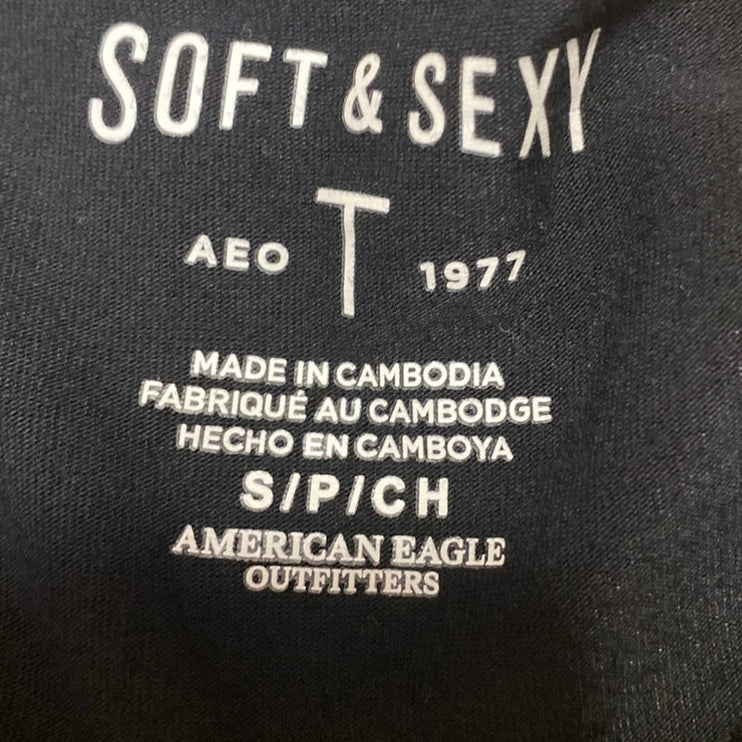 SOFT & SEXY
T
AEO 1977
MADE IN CAMBODIA
FABRIQUÉ AU CAMBODGE
HECHO EN CAMBOYA
S/P/CH
AMERICAN EAGLE
OUTFITTERS